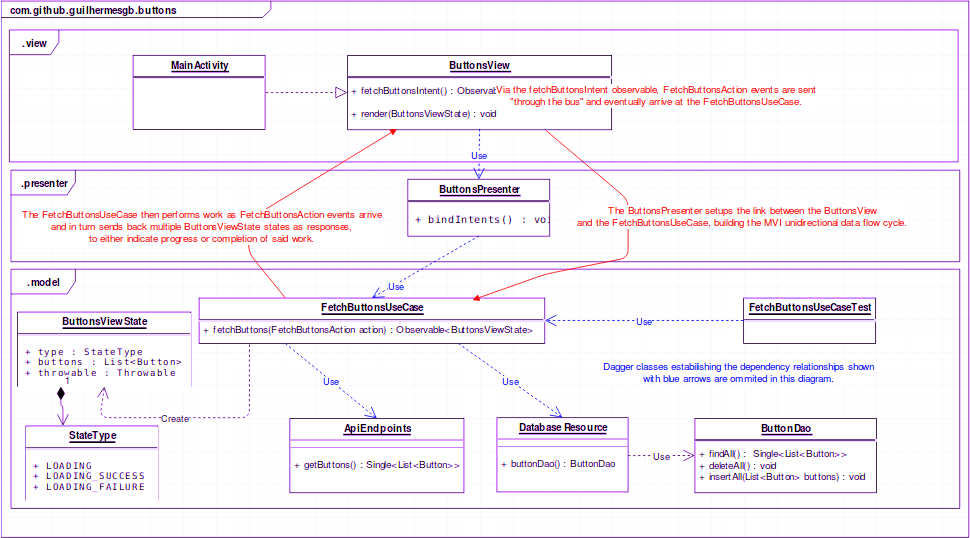 com.github.guilhermesgb.buttons
.view
MainActivity
ButtonsView
+ fetchButtonsIntent() : Observat
Via the fetchButtonsIntent observable, FetchButtonsAction events are sent
"through the bus" and eventually arrive at the FetchButtonsUseCase.
+ render(ButtonsViewState) : void
Use
.presenter
ButtonsPresenter
+ bindIntents() : voi
The FetchButtonsUseCase then performs work as FetchButtonsAction events arrive
and in turn sends back multiple ButtonsViewState states as responses,
to either indicate progress or completion of said work.
The ButtonsPresenter setups the link between the ButtonsView
and the FetchButtonsUseCase, building the MVI unidirectional data flow cycle.
Use
.model
FetchButtonsUseCase
+ fetchButtons(FetchButtonsAction action) : Observable<ButtonsViewState>
FetchButtonsUseCaseTest
Use
ButtonsViewState
+ type : StateType
+ buttons : List<Button>
+ throwable : Throwable
1
Dagger classes estabilishing the dependency relationships shown
with blue arrows are ommited in this diagram.
Use
Use
Create
StateType
+ LOADING
+ LOADING_SUCCESS
+ LOADING_FAILURE
ApiEndpoints
+ getButtons() : Single<List<Button>>
DatabaseResource
+ buttonDao() : ButtonDao
Use
ButtonDao
+ findAll() : Single<List<Button>>
+ deleteAll() : void
+ insertAll(List<Button> buttons) : void